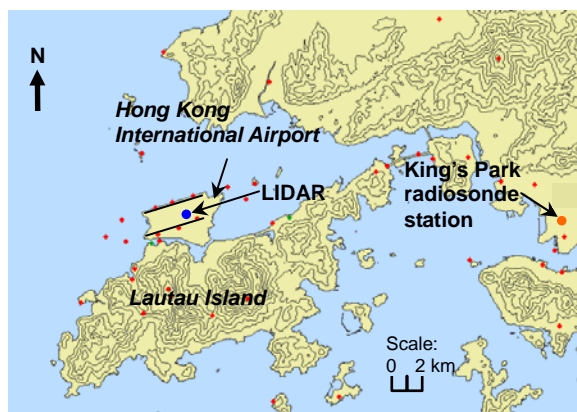 N
Hong Kong
International Airport
LIDAR
King's Park
radiosonde
station
Lautau Island
Scale:
0 2 km